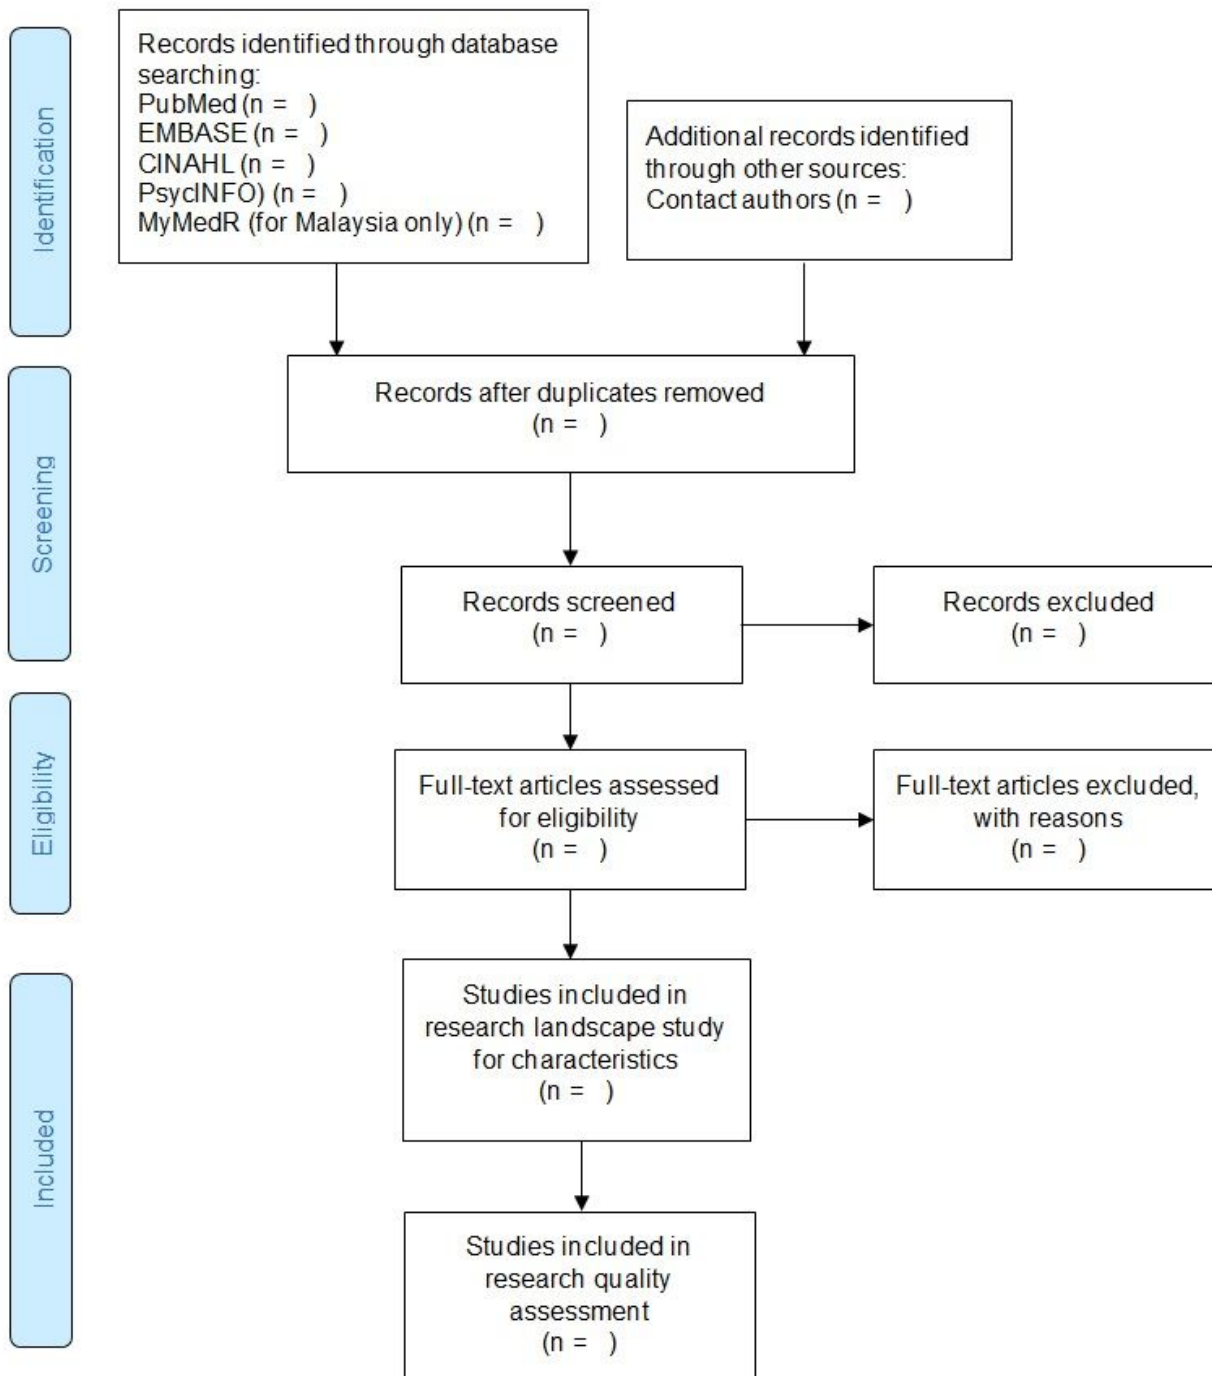 Identification
Records identified through database
searching:
PubMed (n =   )
EMBASE (n =   )
CINAHL (n =   )
PsycINFO) (n =   )
MyMedR (for Malaysia only) (n =   )
Additional records identified
through other sources:
Contact authors (n =   )
Screening
Records after duplicates removed
(n =   )
Records screened
(n =   )
Records excluded
(n =   )
Eligibility
Full-text articles assessed
for eligibility
(n =   )
Full-text articles excluded,
with reasons
(n =   )
Included
Studies included in
research landscape study
for characteristics
(n =   )
Studies included in
research quality
assessment
(n =   )